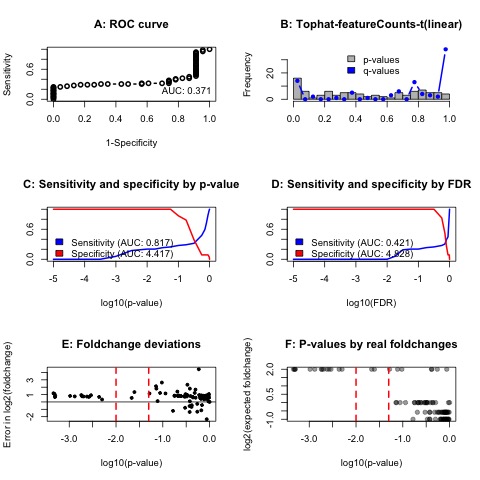 A: ROC curve
Sensitivity
0.0 0.6
AUC: 0.371
0.0 0.2 0.4 0.6 0.8 1.0
1-Specificity
B: Tophat-featureCounts-t(linear)
Frequency
0 20
p-values
q-values
0.0 0.2 0.4 0.6 0.8 1.0
C: Sensitivity and specificity by p-value
0.0 0.6
Sensitivity (AUC: 0.817)
Specificity (AUC: 4.417)
-5 -4 -3 -2 -1 0
log10(p-value)
D: Sensitivity and specificity by FDR
0.0 0.6
Sensitivity (AUC: 0.421)
Specificity (AUC: 4.828)
-5 -4 -3 -2 -1 0
log10(FDR)
E: Foldchange deviations
Error in log2(foldchange)
-2 1 3
-3.0 -2.0 -1.0 0.0
log10(p-value)
F: P-values by real foldchanges
log2(expected foldchange)
-1.0 0.5 2.0
-3.0 -2.0 -1.0 0.0
log10(p-value)